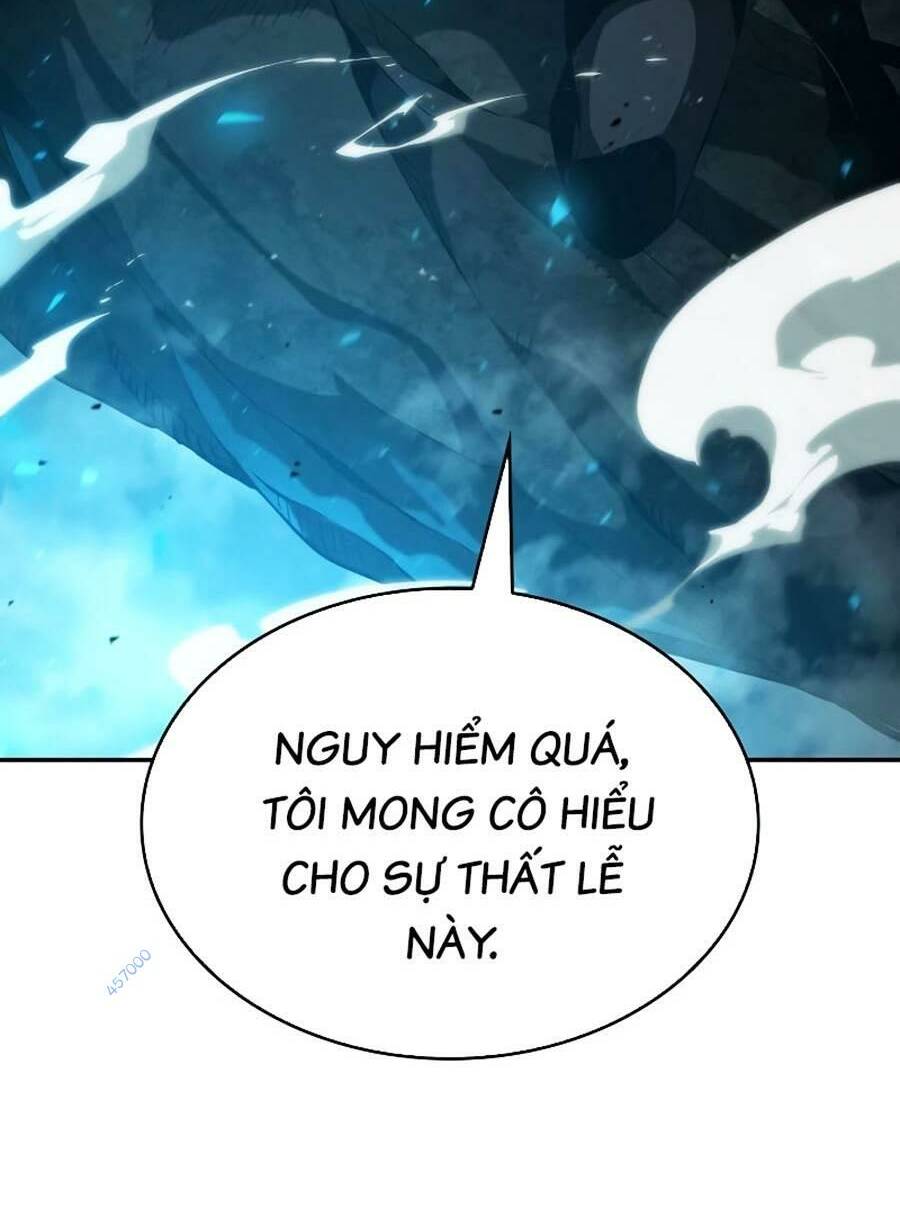 NGUY HIỂM QUÁ,
TÔI MONG CÔ HIỂU
CHO SỰ THẤT LỄ
NÀY.
457000